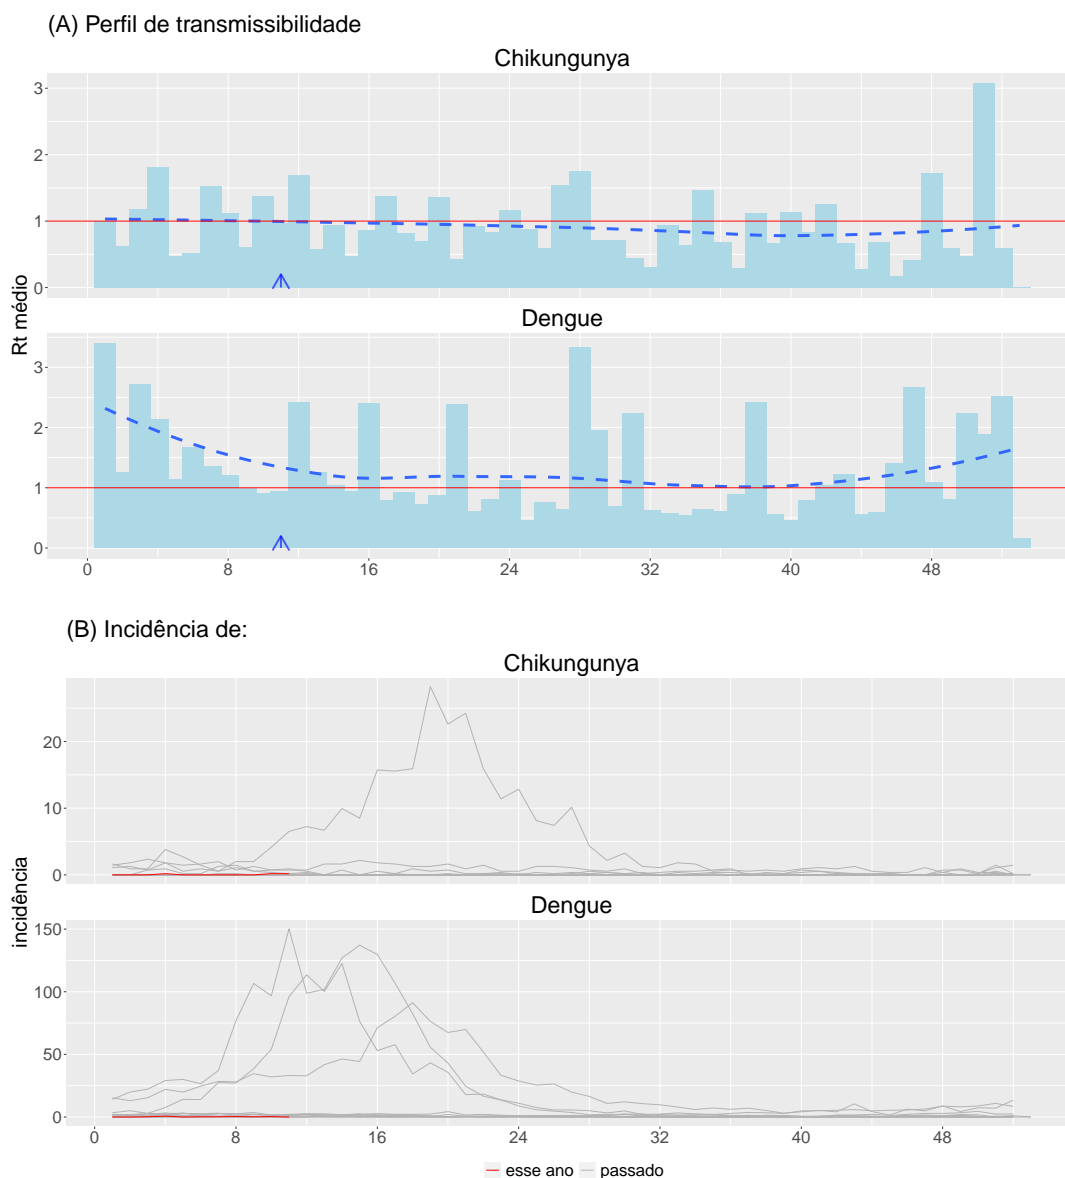 (A) Perfil de transmissibilidade
Chikungunya
3
2
1
0
Rt médio
Dengue
3
2
1
0
0 8 16 24 32 40 48
(B) Incidência de:
Chikungunya
20
10
0
incidência
Dengue
150
100
50
0
0 8 16 24 32 40 48
esse ano passado